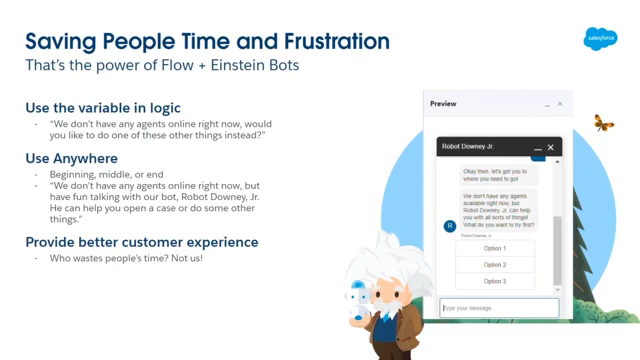 Saving People Time and Frustration
salesforce
That's the power of Flow + Einstein Bots
Use the variable in logic
- "We don't have any agents online right now, would
you like to do one of these other things instead?"
Use Anywhere
- Beginning, middle, or end
- "We don't have any agents online right now, but
have fun talking with our bot, Robot Downey, Jr.
He can help you open a case or do some other
things."
Provide better customer experience
- Who wastes people's time? Not us!
Preview
Robot Downey Jr.
Okay then, let's get you to
where you need to go!
We don't have any agents
available right now, but
Robot Downey, Jr can help
you with all sorts of things!
What do you want to try first?
R
Robot Downey Jr.
Option 1
Option 2
Option 3
Type your message...